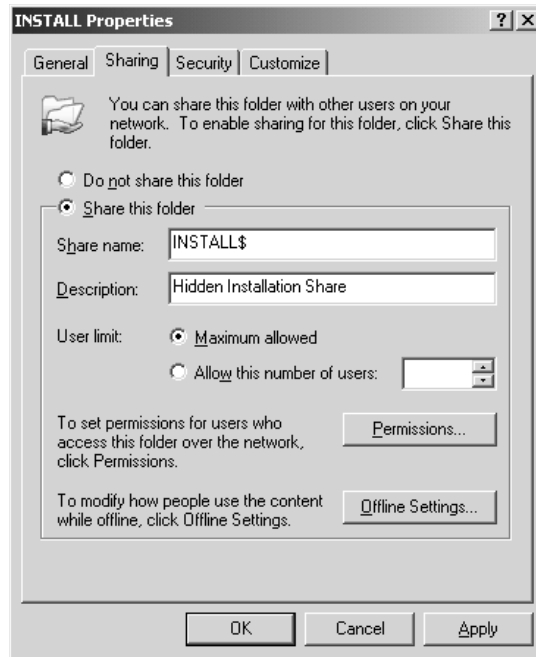 INSTALL Properties
General Sharing Security Customize
You can share this folder with other users on your
network. To enable sharing for this folder, click Share this
folder.
Do not share this folder
Share this folder
Share name: INSTALL$
Description: Hidden Installation Share
User limit: Maximum allowed
Allow this number of users:
To set permissions for users who
access this folder over the network,
click Permissions.
Permissions...
To modify how people use the content
while offline, click Offline Settings.
Offline Settings...
OK Cancel Apply